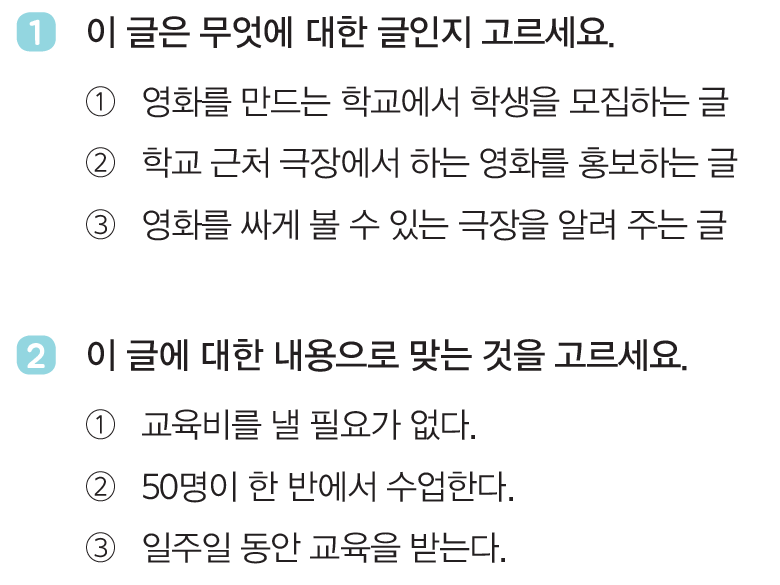 1 이 글은 무엇에 대한 글인지 고르세요.
① 영화를 만드는 학교에서 학생을 모집하는 글
② 학교 근처 극장에서 하는 영화를 홍보하는 글
③ 영화를 싸게 볼 수 있는 극장을 알려 주는 글
2 이 글에 대한 내용으로 맞는 것을 고르세요.
① 교육비를 낼 필요가 없다.
② 50명이 한 반에서 수업한다.
③ 일주일 동안 교육을 받는다.